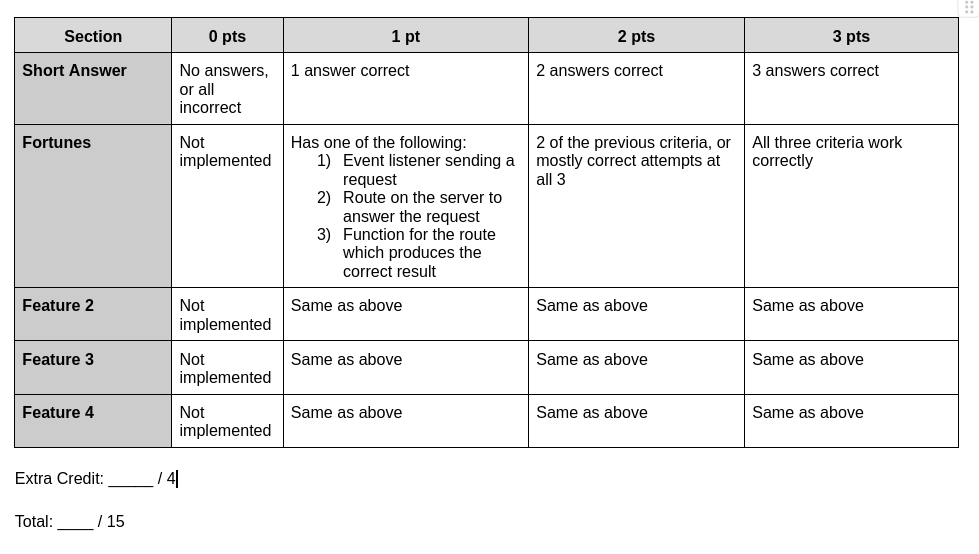 Section 0 pts 1 pt 2 pts 3 pts
Short Answer
No answers,
or all
incorrect
1 answer correct
2 answers correct
3 answers correct
Fortunes
Not
implemented
Has one of the following:
1) Event listener sending a
request
2) Route on the server to
answer the request
3) Function for the route
which produces the
correct result
2 of the previous criteria, or
mostly correct attempts at
all 3
All three criteria work
correctly
Feature 2
Not
implemented
Same as above
Same as above
Same as above
Feature 3
Not
implemented
Same as above
Same as above
Same as above
Feature 4
Not
implemented
Same as above
Same as above
Same as above
Extra Credit: _____ / 4
Total: ____ / 15